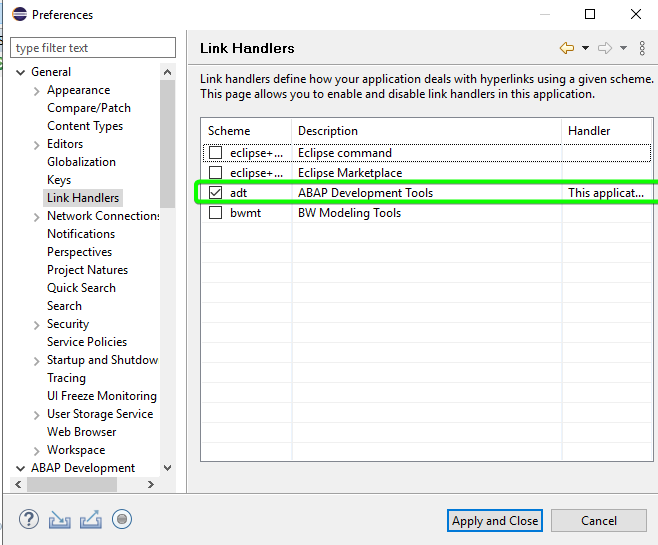 Preferences
type filter text
General
Appearance
Compare/Patch
Content Types
Editors
Globalization
Keys
Link Handlers
Network Connections
Notifications
Perspectives
Project Natures
Quick Search
Search
Security
Service Policies
Startup and Shutdow
Tracing
UI Freeze Monitoring
User Storage Service
Web Browser
Workspace
ABAP Development
Link Handlers
Link handlers define how your application deals with hyperlinks using a given scheme.
This page allows you to enable and disable link handlers in this application.
Scheme Description Handler
eclipse+... Eclipse command
eclipse+... Eclipse Marketplace
adt ABAP Development Tools This applicat...
bwmt BW Modeling Tools
Apply and Close Cancel